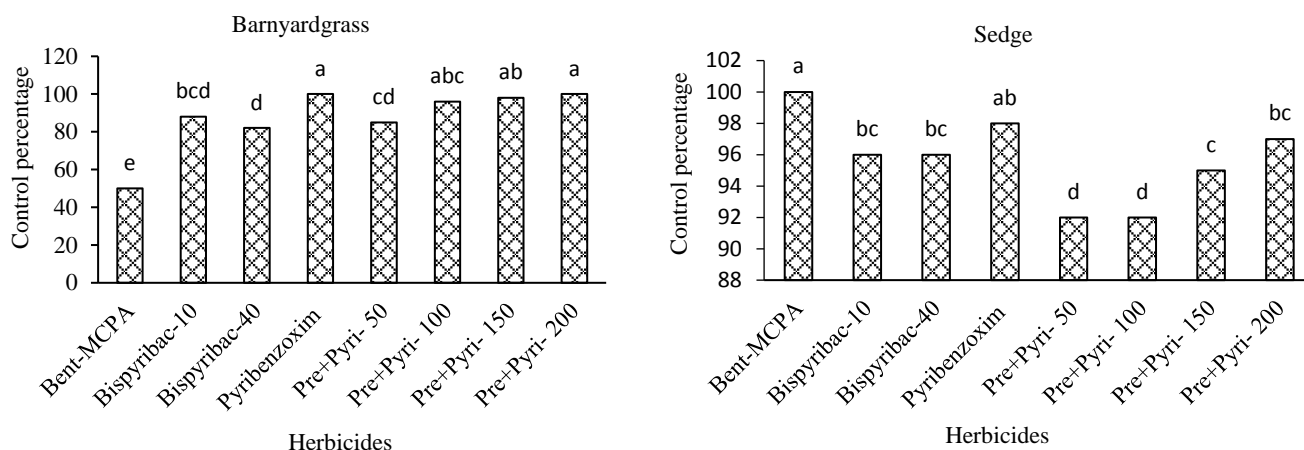 Barnyardgrass
Control percentage
120
100
80
60
40
20
0
e
bcd
d
a
cd
abc
ab
a
Bent-MCPA
Bispyribac-10
Bispyribac-40
Pyribenzoxim
Pre+Pyri- 50
Pre+Pyri- 100
Pre+Pyri- 150
Pre+Pyri- 200
Herbicides
Sedge
Control percentage
102
100
98
96
94
92
90
88
a
bc
bc
ab
d
d
c
bc
Bent-MCPA
Bispyribac-10
Bispyribac-40
Pyribenzoxim
Pre+Pyri- 50
Pre+Pyri- 100
Pre+Pyri- 150
Pre+Pyri- 200
Herbicides